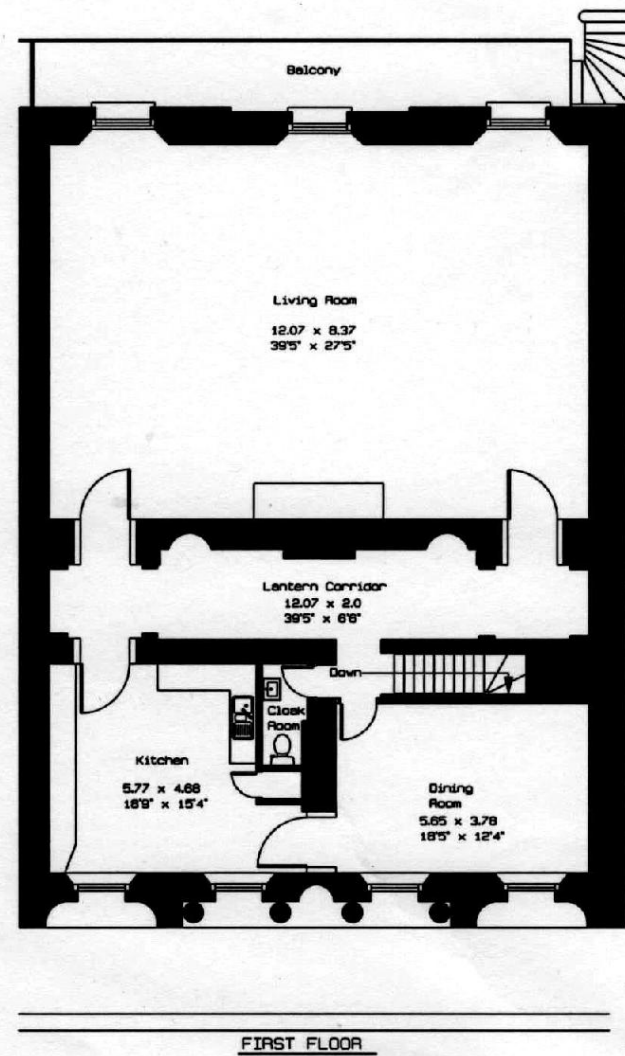 Balcony
Living Room
12.07 x 8.37
39'5" x 27'5"
Lantern Corridor
12.07 x 2.0
39'5" x 6'6"
Down
Cloak
Room
Kitchen
5.77 x 4.68
18'9" x 15'4"
Dining
Room
5.65 x 3.78
18'5" x 12'4"
FIRST FLOOR